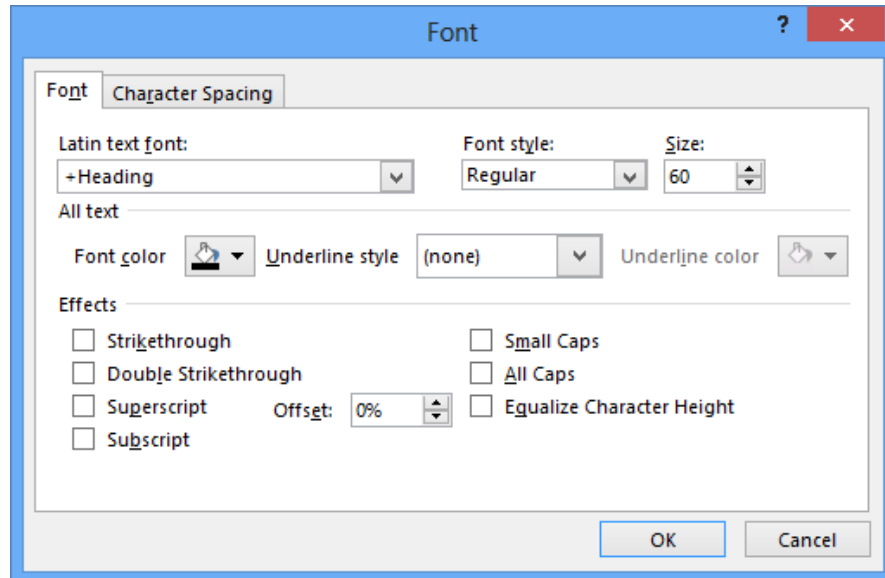 Font
Font Character Spacing
Latin text font: Font style: Size:
+Heading Regular 60
All text
Font color Underline style (none) Underline color
Effects
Strikethrough Small Caps
Double Strikethrough All Caps
Superscript Offset: 0% Equalize Character Height
Subscript
OK Cancel